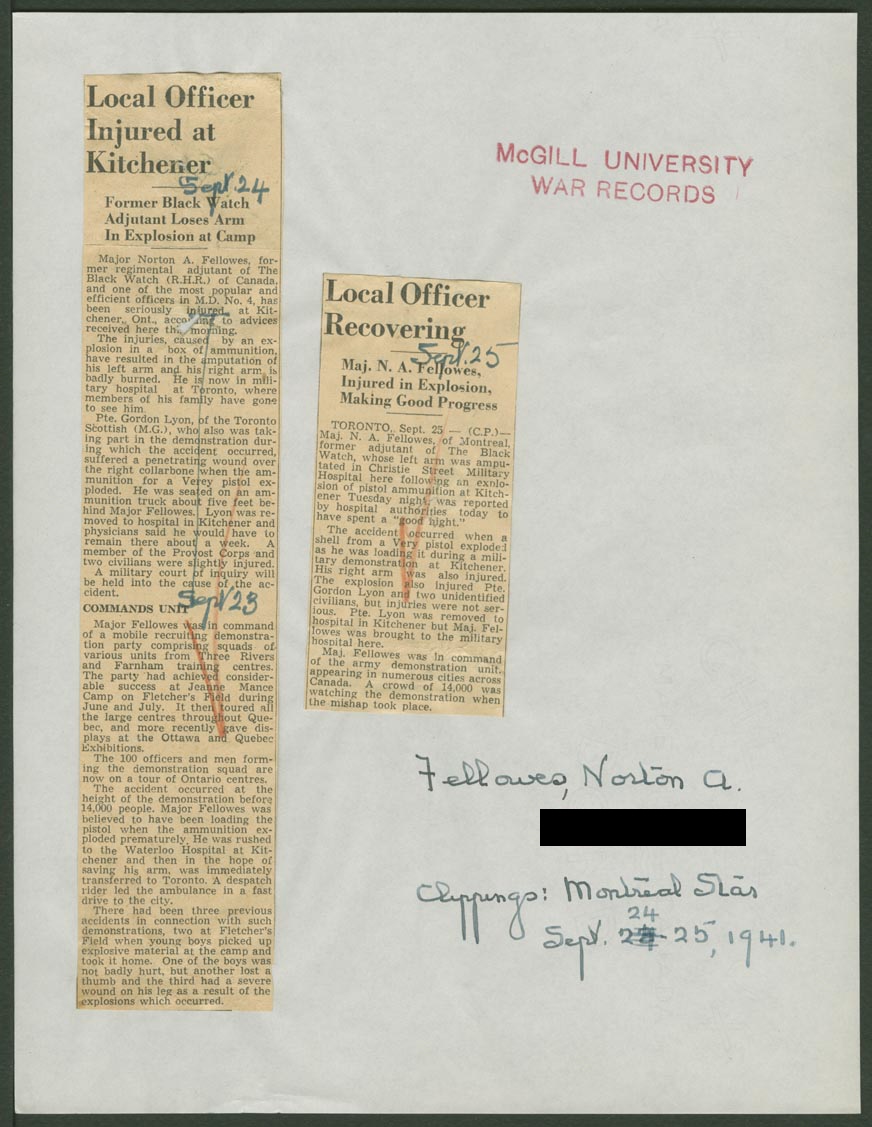 Local Officer
Injured at
Kitchener
Sept. 24
Former Black Watch
Adjutant Loses Arm
In Explosion at Camp
Major Norton A. Fellowes, for-
mer regimental adjutant of The
Black Watch (R.H.R.) of Canada,
and one of the most popular and
efficient officers in M.D. No. 4, has
been seriously injured at Kit-
chener, Ont., according to advices
received here this morning.
The injuries, caused by an ex-
plosion in a box of ammunition,
have resulted in the amputation of
his left arm and his right arm is
badly burned. He is now in mili-
tary hospital at Toronto, where
members of his family have gone
to see him
Pte. Gordon Lyon, of the Toronto
Scottish (M.G.), who also was tak-
ing part in the demonstration dur-
ing which the accident occurred,
suffered a penetrating wound over
the right collarbone when the am-
munition for a Verey pistol ex-
ploded. He was seated on an am-
munition truck about five feet be-
hind Major Fellowes. Lyon was re-
moved to hospital in Kitchener and
physicians said he would have to
remain there about a week. A
member of the Provost Corps and
two civilians were slightly injured.
A military court of inquiry will
be held into the cause of the ac-
cident.
Sept 23
COMMANDS UNIT
Major Fellowes was in command
of a mobile recruiting demonstra-
tion party comprising squads of
various units from Three Rivers
and Farnham training centres.
The party had achieved consider-
able success at Jeanne Mance
Camp on Fletcher's Field during
June and July. It then toured all
the large centres throughout Que-
bec, and more recently gave dis-
plays at the Ottawa and Quebec
Exhibitions.
The 100 officers and men form-
ing the demonstration squad are
now on a tour of Ontario centres.
The accident occurred at the
height of the demonstration before
14,000 people. Major Fellowes was
believed to have been loading the
pistol when the ammunition ex-
ploded prematurely. He was rushed
to the Waterloo Hospital at Kit-
chener and then in the hope of
saving his arm, was immediately
transferred to Toronto. A despatch
rider led the ambulance in a fast
drive to the city.
There had been three previous
accidents in connection with such
demonstrations, two at Fletcher's
Field when young boys picked up
explosive material at the camp and
took it home. One of the boys was
not badly hurt, but another lost a
thumb and the third had a severe
wound on his leg as a result of the
explosions which occurred.
McGILL UNIVERSITY
WAR RECORDS
Local Officer
Recovering
Sept. 25
Maj. N. A. Fellowes,
Injured in Explosion,
Making Good Progress
TORONTO, Sept. 25 — (C.P.)—
Maj. N. A. Fellowes, of Montreal,
former adjutant of The Black
Watch, whose left arm was ampu-
tated in Christie Street Military
Hospital here following an explo-
sion of pistol ammunition at Kitch-
ener Tuesday night, was reported
by hospital authorities today to
have spent a "good night."
The accident occurred when a
shell from a Very pistol exploded
as he was loading it during a mili-
tary demonstration at Kitchener.
His right arm was also injured.
The explosion also injured Pte.
Gordon Lyon and two unidentified
civilians, but injuries were not ser-
ious. Pte. Lyon was removed to
hospital in Kitchener but Maj. Fel-
lowes was brought to the military
hospital here.
Maj. Fellowes was in command
of the army demonstration unit,
appearing in numerous cities across
Canada. A crowd of 14,000 was
watching the demonstration when
the mishap took place.
Fellowes, Norton A.
Clippings: Montreal Star
Sept. 24 25, 1941.